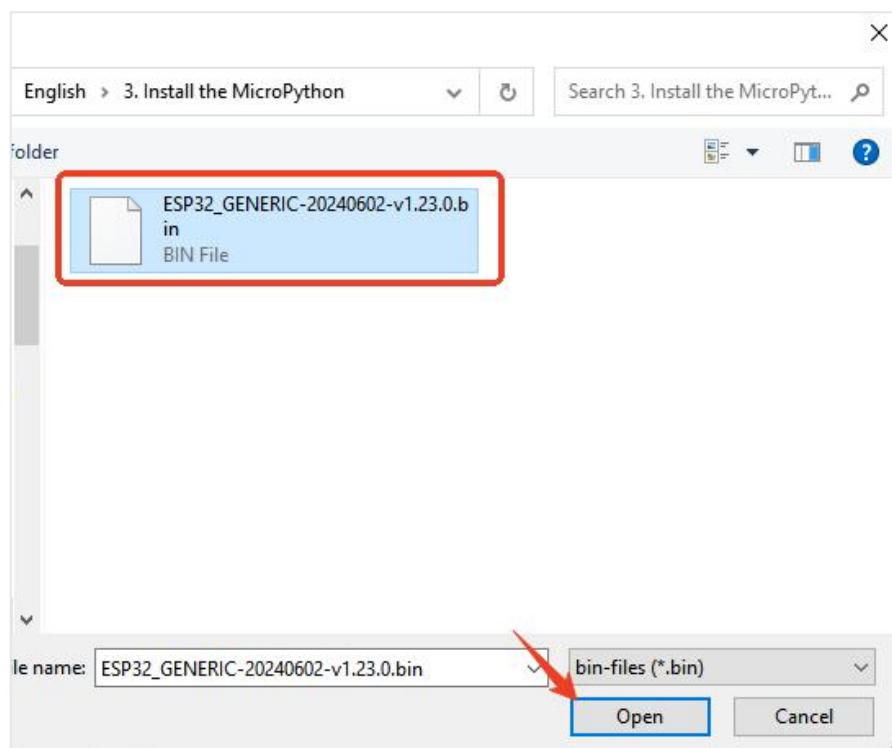 English > 3. Install the MicroPython
Search 3. Install the MicroPyt...
folder
?
ESP32_GENERIC-20240602-v1.23.0.b
in
BIN File
le name:
ESP32_GENERIC-20240602-v1.23.0.bin
bin-files (*.bin)
Open
Cancel